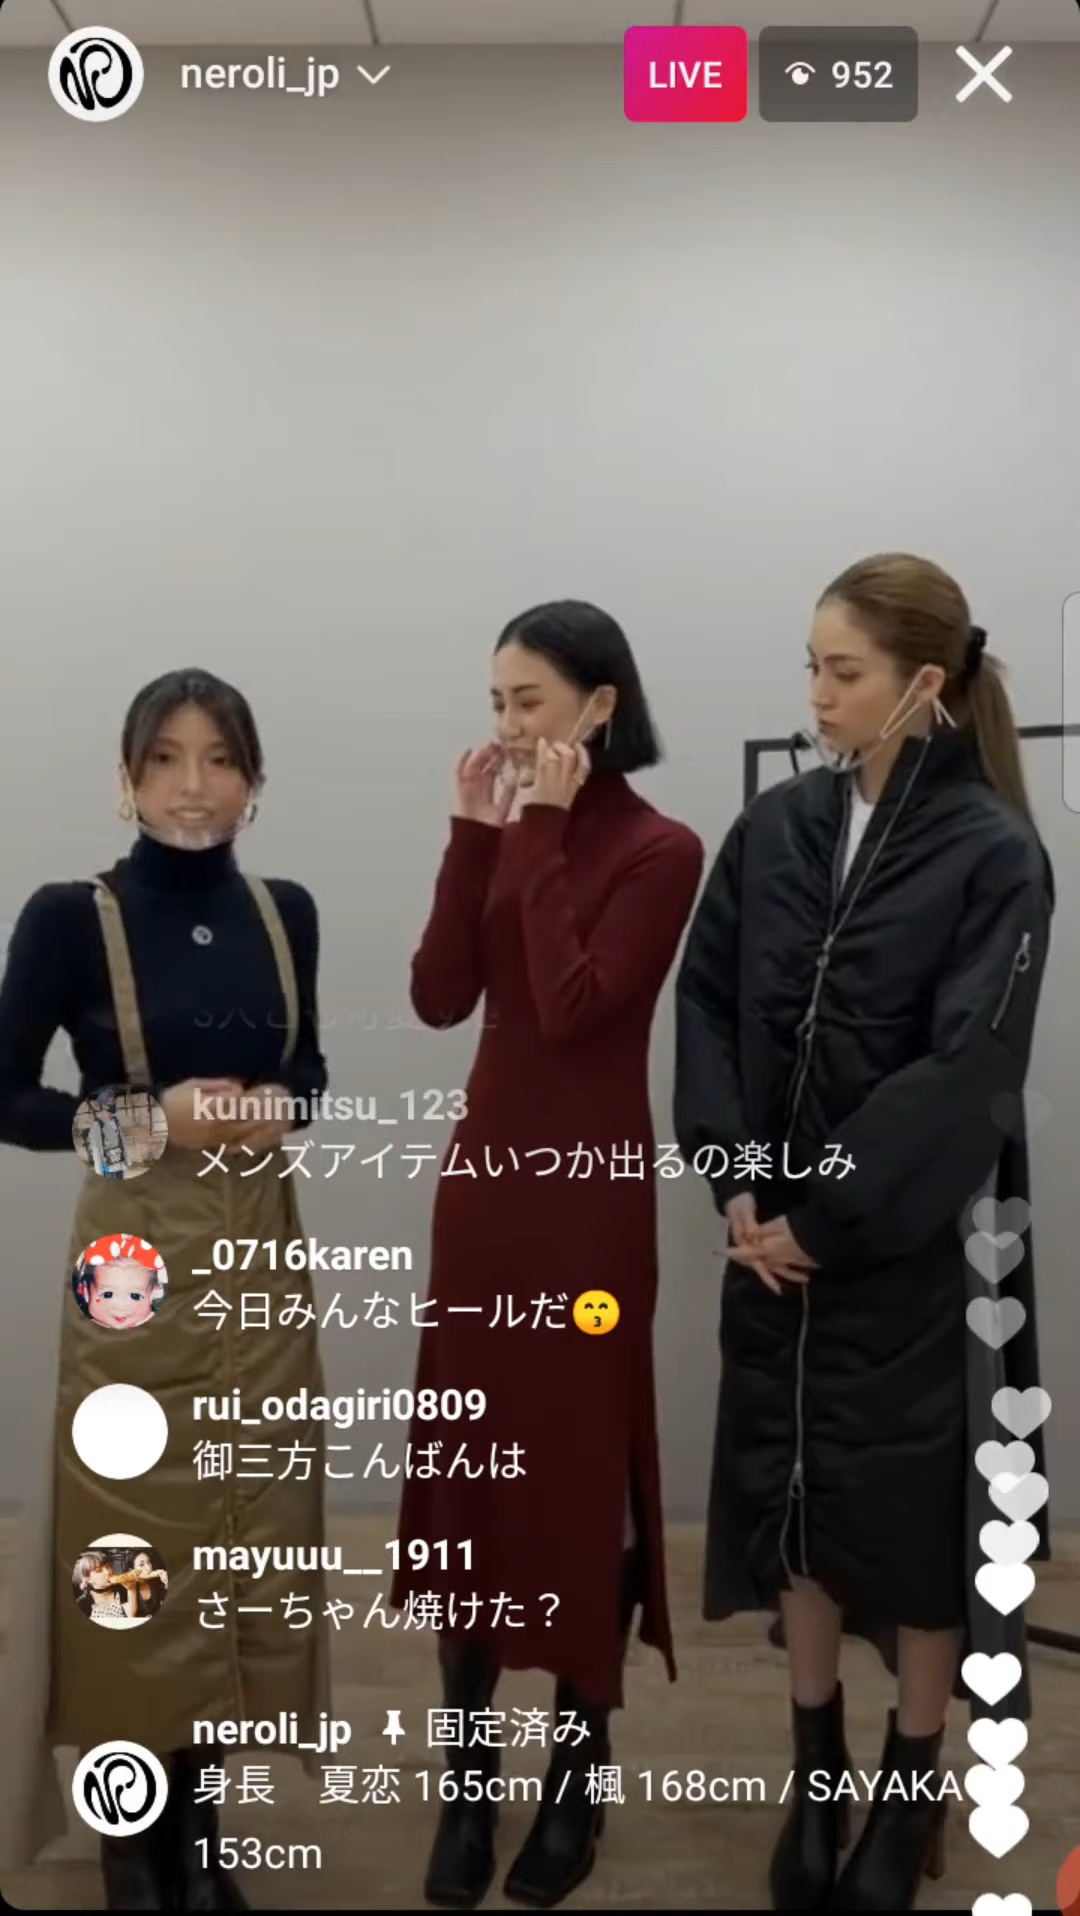 neroli_jp
LIVE
952
kunimitsu_123
メンズアイテムいつか出るの楽しみ
_0716karen
今日みんなヒールだ😙
rui_odagiri0809
御三方こんばんは
mayuuu__1911
さーちゃん焼けた？
neroli_jp 固定済み
身長　夏恋 165cm / 楓 168cm / SAYAKA
153cm